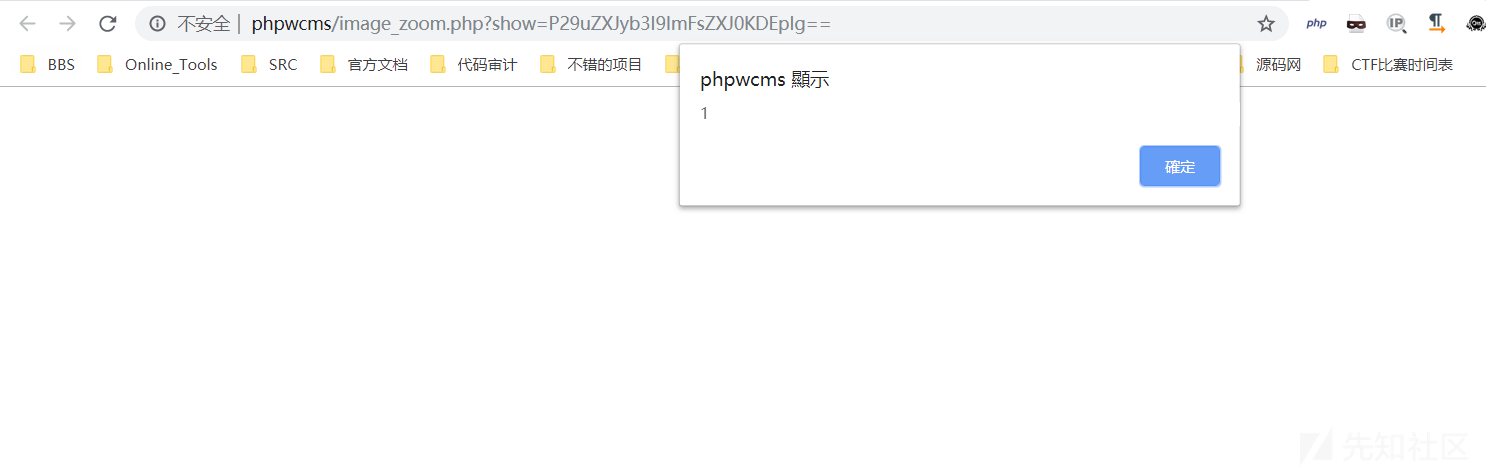 不安全 | phpwcms/image_zoom.php?show=P29uZXJyb3I9ImFsZXJ0KDEpIg==
php IP
BBS Online_Tools SRC 官方文档 代码审计 不错的项目 源码网 CTF比赛时间表
phpwcms 顯示
1
確定
先知社区